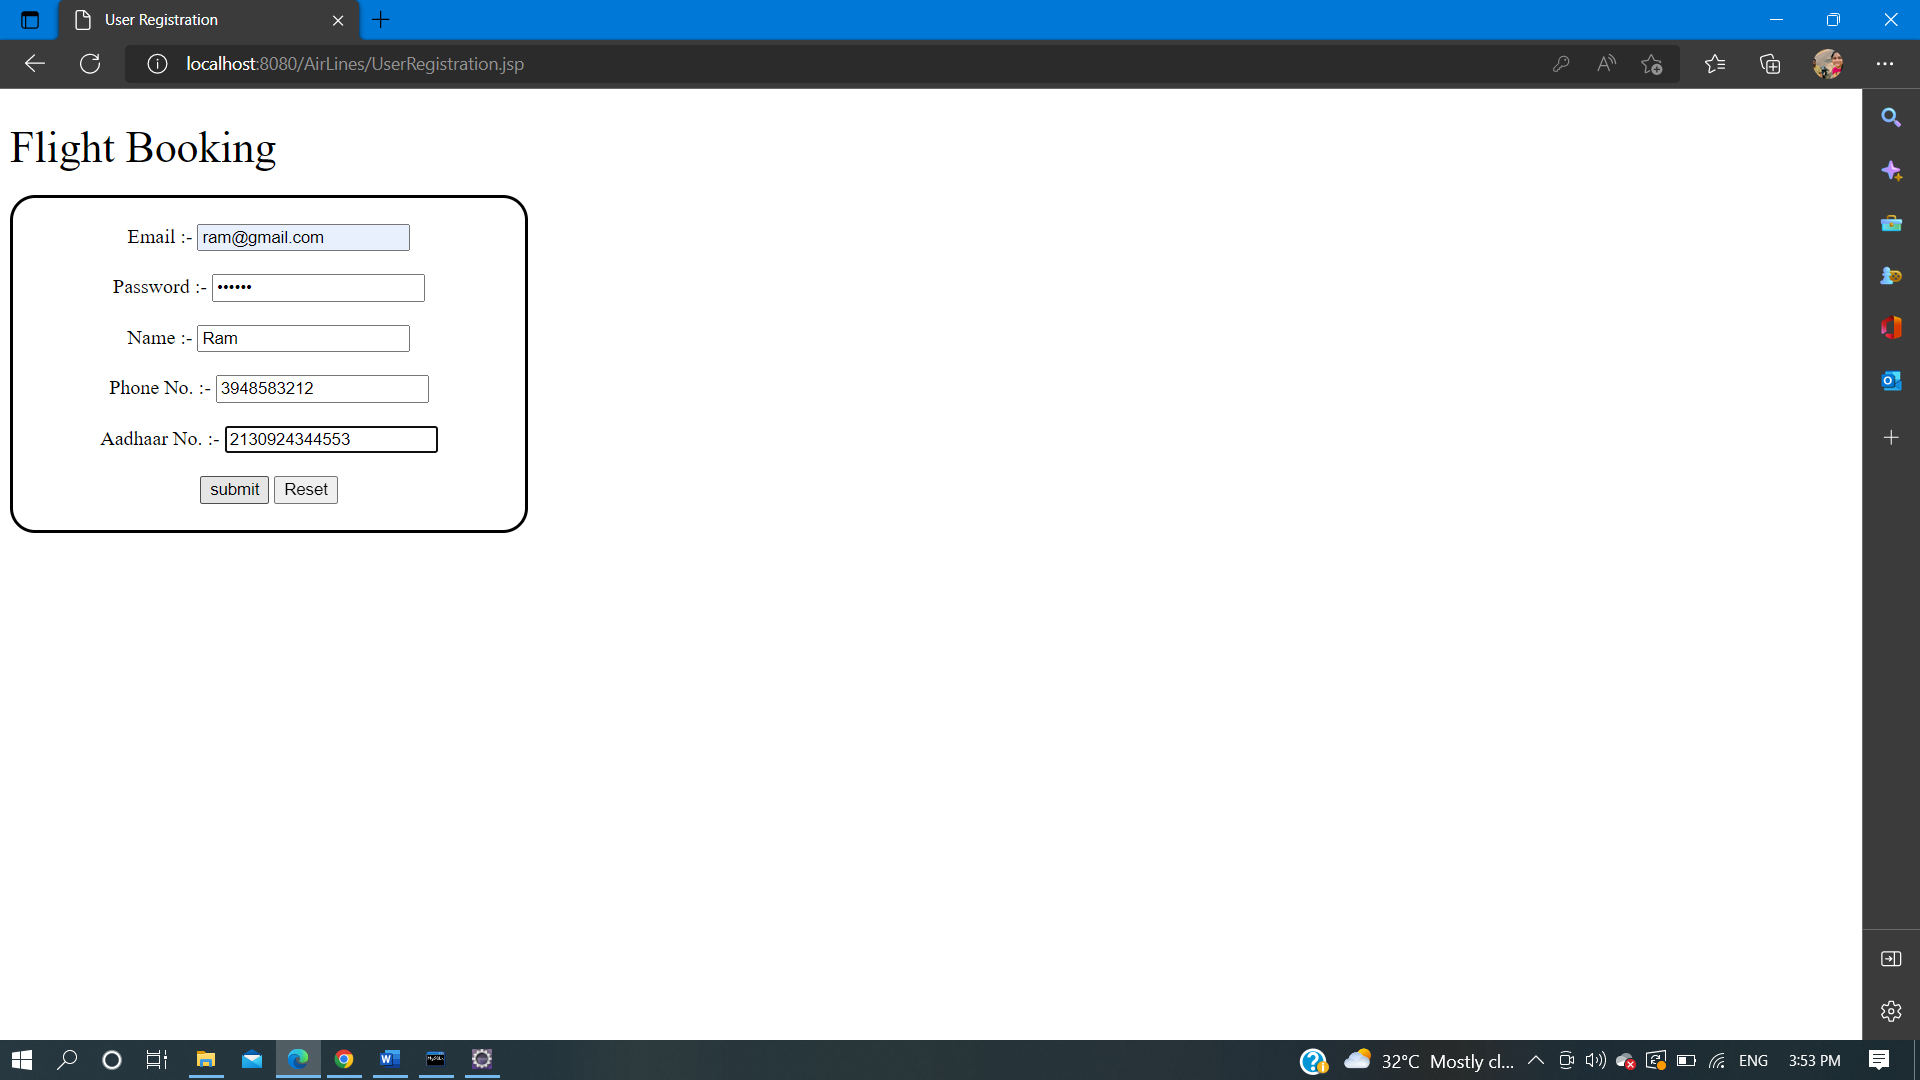 User Registration
localhost:8080/AirLines/UserRegistration.jsp
Flight Booking
Email :- ram@gmail.com
Password :- ••••••
Name :- Ram
Phone No. :- 3948583212
Aadhaar No. :- 2130924344553
submit Reset
32°C Mostly cl... ENG 3:53 PM